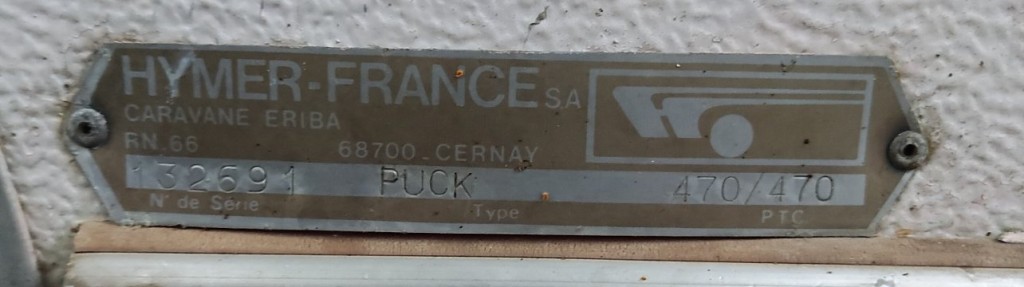 HYMER-FRANCE S.A
CARAVANE ERIBA
RN.66 68700-CERNAY
132691 PUCK 470/470
N° de Série Type PTC